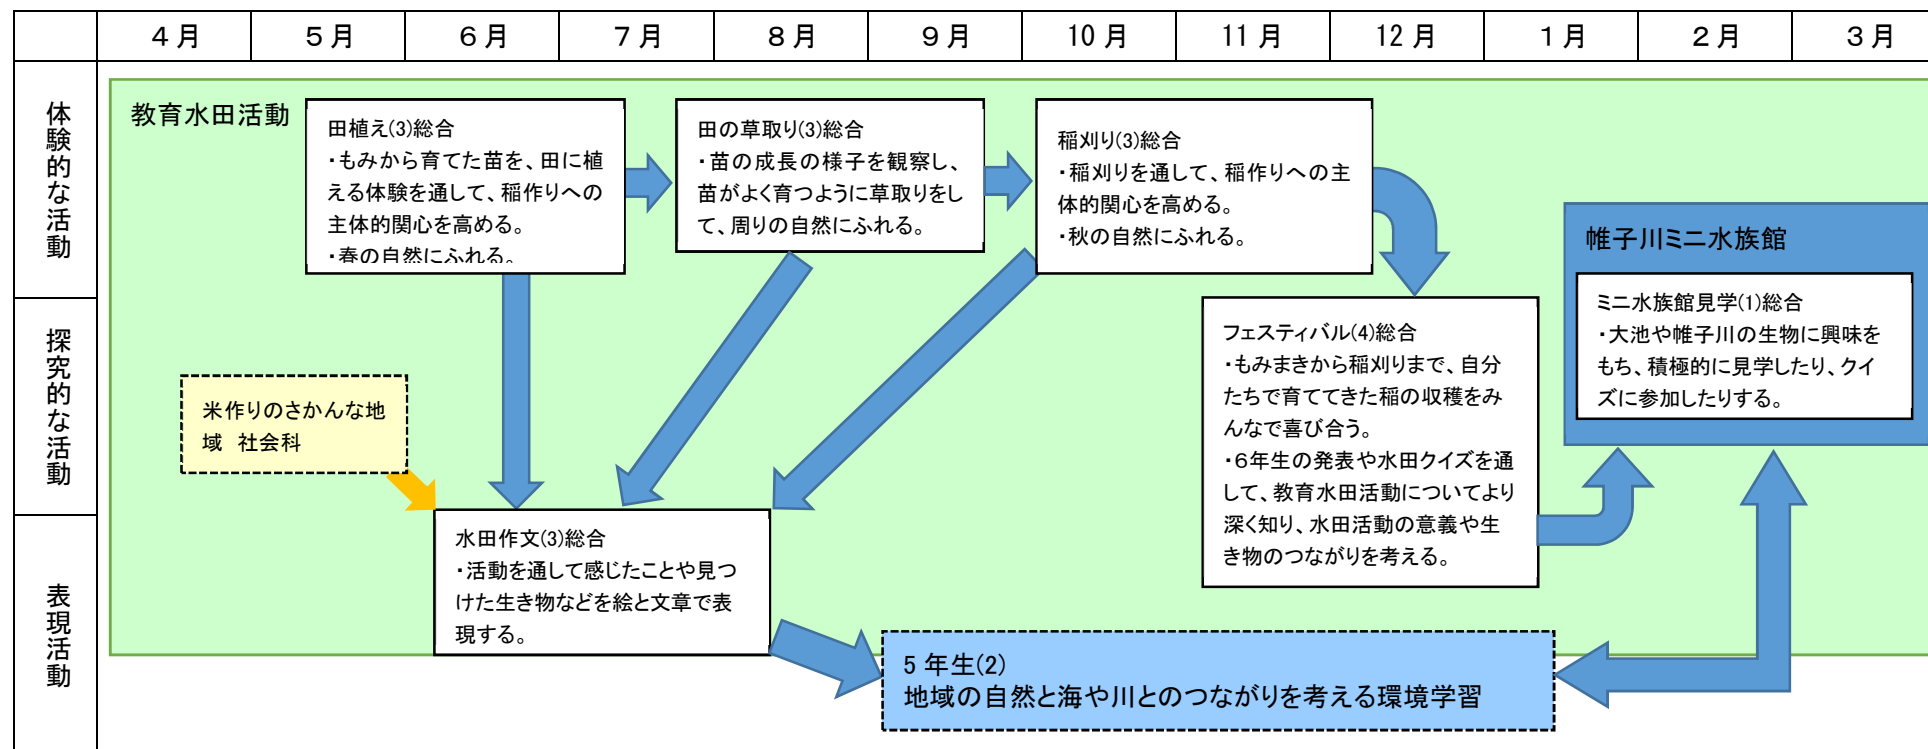 4月 5月 6月 7月 8月 9月 10月 11月 12月 1月 2月 3月
体験的な活動
教育水田活動
田植え(3)総合
・もみから育てた苗を、田に植
える体験を通して、稲作りへの
主体的関心を高める。
・春の自然にふれる。
田の草取り(3)総合
・苗の成長の様子を観察し、
苗がよく育つように草取りをし
て、周りの自然にふれる。
稲刈り(3)総合
・稲刈りを通して、稲作りへの主
体的関心を高める。
・秋の自然にふれる。
帷子川ミニ水族館
ミニ水族館見学(1)総合
・大池や帷子川の生物に興味を
もち、積極的に見学したり、クイ
ズに参加したりする。
探究的な活動
米作りのさかんな地
域 社会科
フェスティバル(4)総合
・もみまきから稲刈りまで、自分
たちで育ててきた稲の収穫をみ
んなで喜び合う。
・6年生の発表や水田クイズを通
して、教育水田活動についてより
深く知り、水田活動の意義や生
き物のつながりを考える。
表現活動
水田作文(3)総合
・活動を通して感じたことや見つ
けた生き物などを絵と文章で表
現する。
5年生(2)
地域の自然と海や川とのつながりを考える環境学習